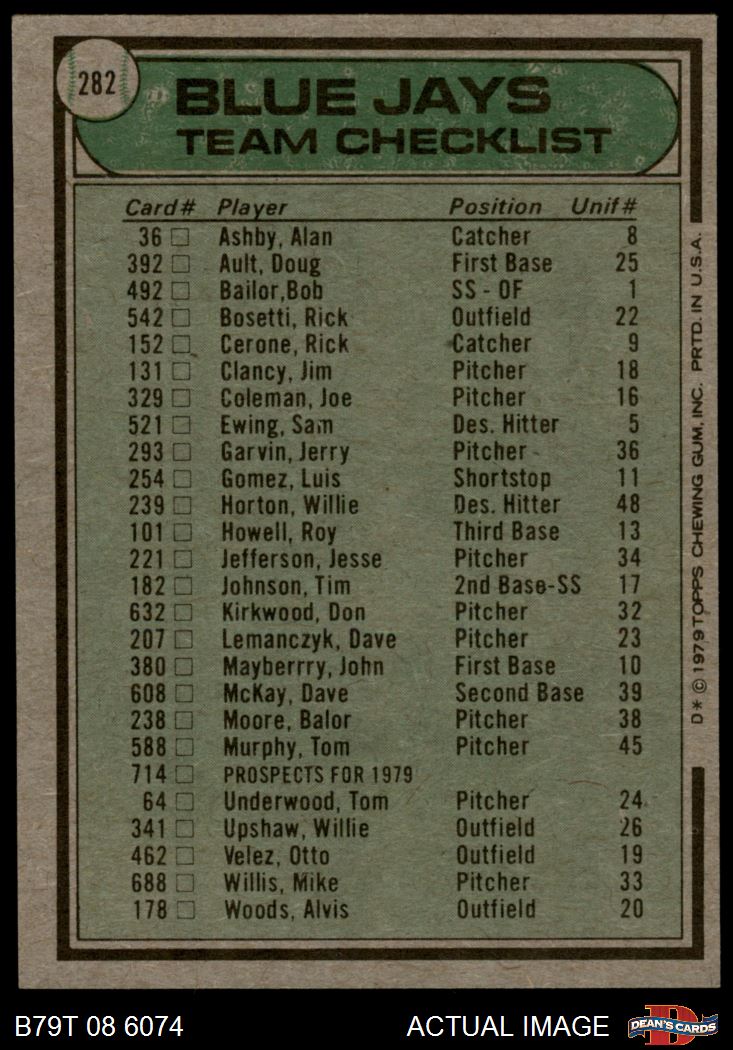 282
BLUE JAYS
TEAM CHECKLIST
Card # Player Position Unif #
36 Ashby, Alan Catcher 8
392 Ault, Doug First Base 25
492 Bailor,Bob SS - OF 1
542 Bosetti, Rick Outfield 22
152 Cerone, Rick Catcher 9
131 Clancy, Jim Pitcher 18
329 Coleman, Joe Pitcher 16
521 Ewing, Sam Des. Hitter 5
293 Garvin, Jerry Pitcher 36
254 Gomez, Luis Shortstop 11
239 Horton, Willie Des. Hitter 48
101 Howell, Roy Third Base 13
221 Jefferson, Jesse Pitcher 34
182 Johnson, Tim 2nd Base-SS 17
632 Kirkwood, Don Pitcher 32
207 Lemanczyk, Dave Pitcher 23
380 Mayberrry, John First Base 10
608 McKay, Dave Second Base 39
238 Moore, Balor Pitcher 38
588 Murphy, Tom Pitcher 45
714 PROSPECTS FOR 1979
64 Underwood, Tom Pitcher 24
341 Upshaw, Willie Outfield 26
462 Velez, Otto Outfield 19
688 Willis, Mike Pitcher 33
178 Woods, Alvis Outfield 20
D* © 1979 TOPPS CHEWING GUM, INC. PRTD. IN U.S.A.
B79T 08 6074 ACTUAL IMAGE
D DEAN'S CARDS